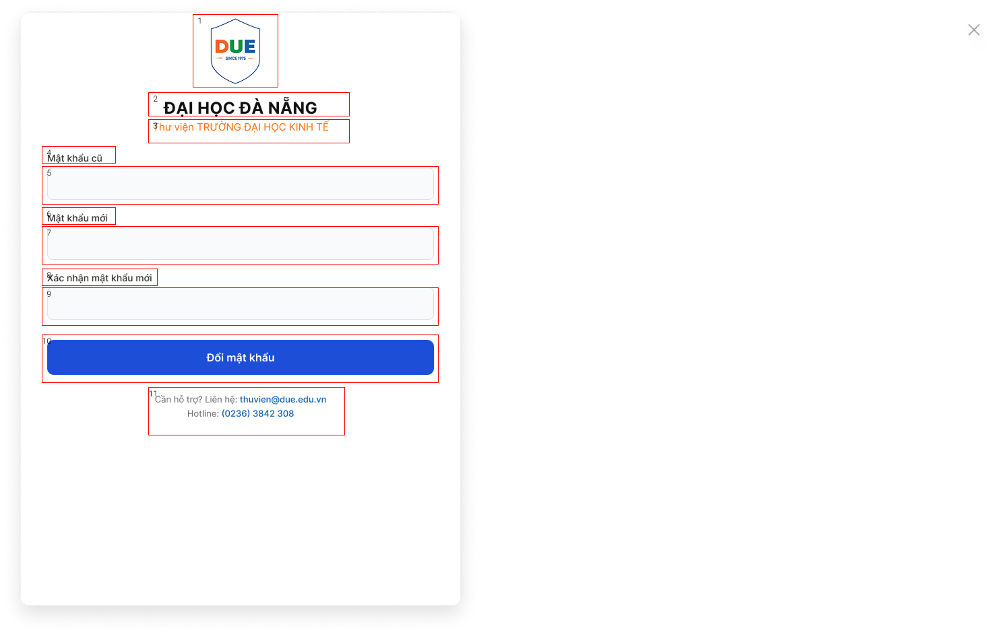 1
DUE
SINCE 1975
2
ĐẠI HỌC ĐÀ NẴNG
3
Thư viện TRƯỜNG ĐẠI HỌC KINH TẾ
4
Mật khẩu cũ
5
6
Mật khẩu mới
7
8
Xác nhận mật khẩu mới
9
10
Đổi mật khẩu
11
Cần hỗ trợ? Liên hệ: thuvien@due.edu.vn
Hotline: (0236) 3842 308